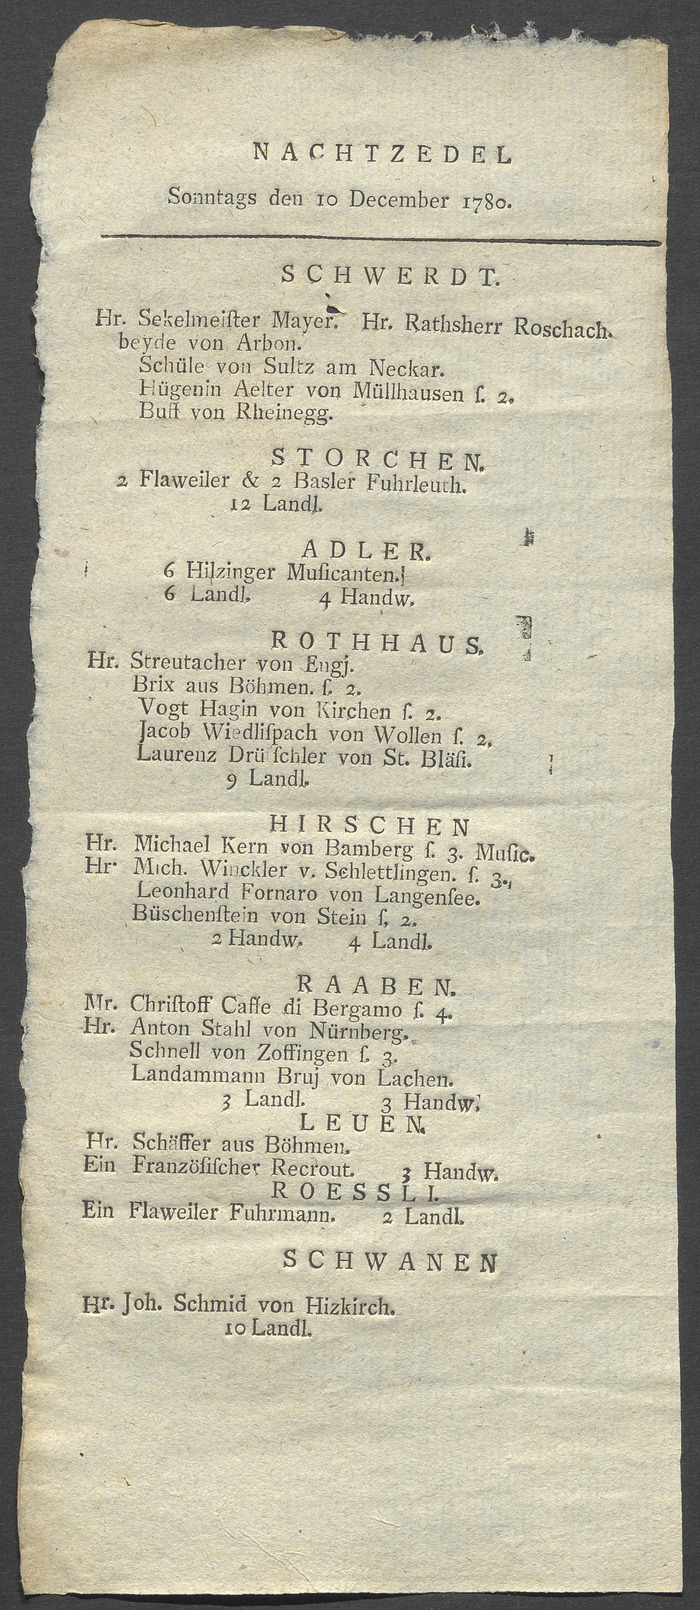 NACHTZEDEL
Sonntags den 10 December 1780.
SCHWERDT.
Hr. Sekelmeiſter Mayer. Hr. Rathsherr Roschach.
beyde von Arbon.
Schüle von Sultz am Neckar.
Hügenin Aelter von Müllhausen ſ. 2.
Buff von Rheinegg.
STORCHEN.
2 Flaweiler & 2 Basler Fuhrleuth.
12 Landl.
ADLER.
6 Hilzinger Muſicanten.
6 Landl. 4 Handw.
ROTHHAUS.
Hr. Streutacher von Engj.
Brix aus Böhmen. ſ. 2.
Vogt Hagin von Kirchen ſ. 2.
Jacob Wiedliſpach von Wollen ſ. 2.
Laurenz Drü ſchler von St. Bläſi.
9 Landl.
HIRSCHEN
Hr. Michael Kern von Bamberg ſ. 3. Muſic.
Hr. Mich. Winckler v. Schlettlingen. ſ. 3.
Leonhard Fornaro von Langenſee.
Büschenſtein von Stein ſ, 2.
2 Handw. 4 Landl.
RAABEN.
Mr. Chriſtoff Caſſe di Bergamo ſ. 4.
Hr. Anton Stahl von Nürnberg.
Schnell von Zoffingen ſ. 3.
Landammann Bruj von Lachen.
3 Landl. 3 Handw.
LEUEN.
Hr. Schäffer aus Böhmen.
Ein Französiſcher Recrout. 3 Handw.
ROESSLI.
Ein Flaweiler Fuhrmann. 2 Landl.
SCHWANEN
Hr. Joh. Schmid von Hizkirch.
10 Landl.